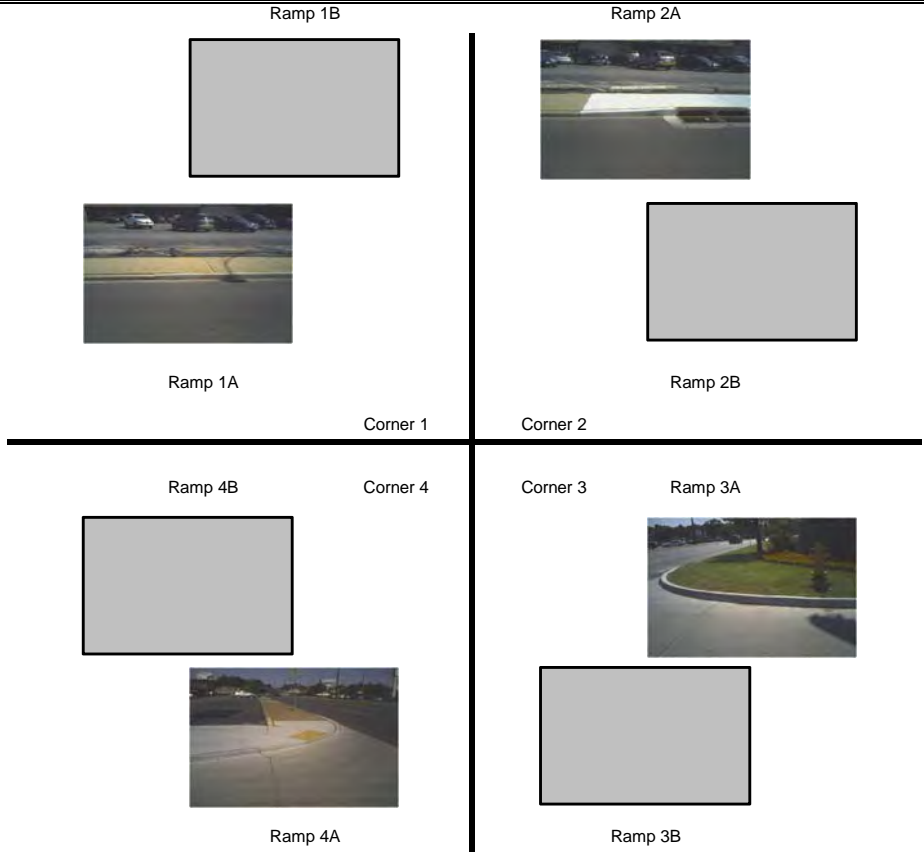 Ramp 1B
Ramp 2A
Ramp 1A
Ramp 2B
Corner 1
Corner 2
Ramp 4B
Corner 4
Corner 3
Ramp 3A
Ramp 4A
Ramp 3B